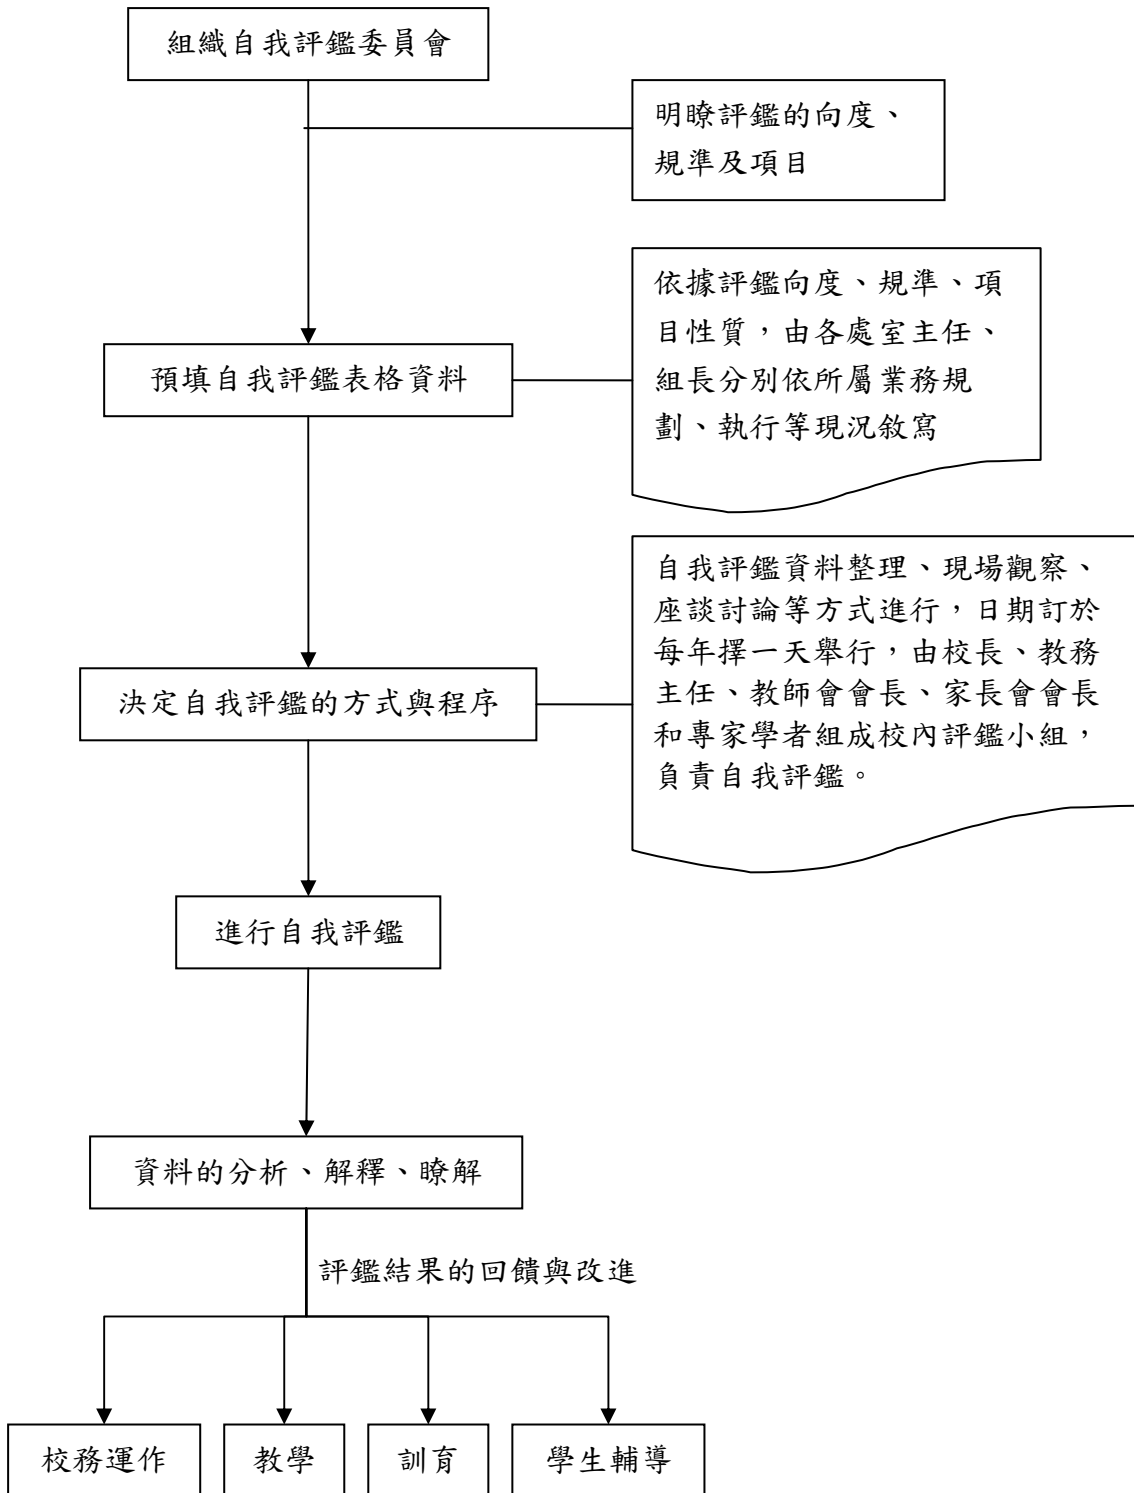 組織自我評鑑委員會
明瞭評鑑的向度、
規準及項目
依據評鑑向度、規準、項
目性質，由各處室主任、
組長分別依所屬業務規
劃、執行等現況敘寫
預填自我評鑑表格資料
自我評鑑資料整理、現場觀察、
座談討論等方式進行，日期訂於
每年擇一天舉行，由校長、教務
主任、教師會會長、家長會會長
和專家學者組成校內評鑑小組，
負責自我評鑑。
決定自我評鑑的方式與程序
進行自我評鑑
資料的分析、解釋、瞭解
評鑑結果的回饋與改進
校務運作
教學
訓育
學生輔導